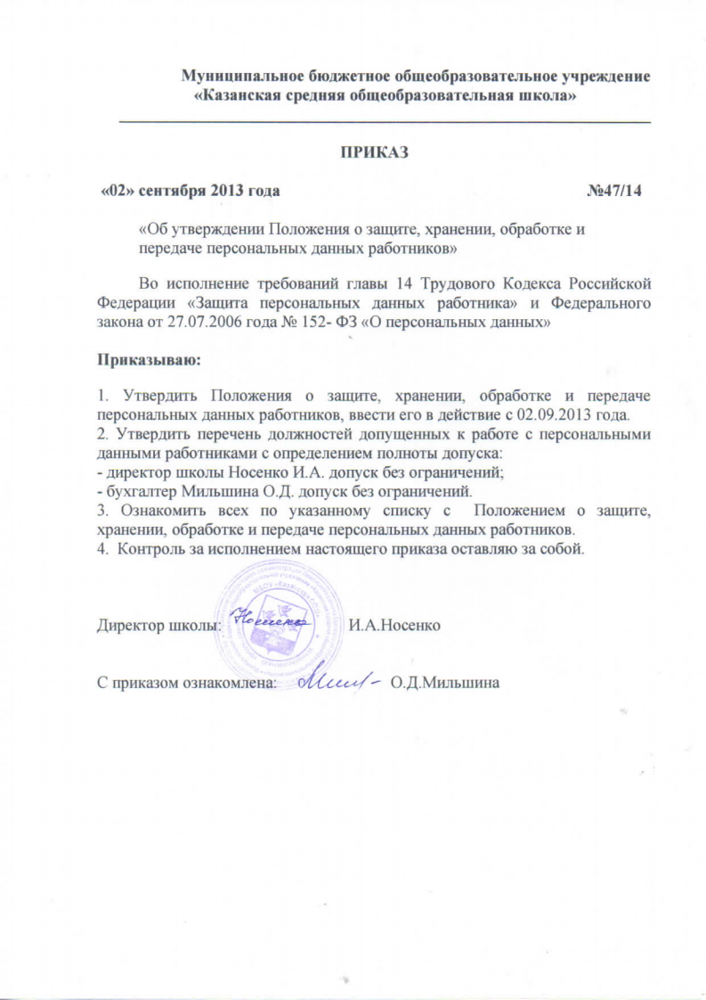 Муниципальное бюджетное общеобразовательное учреждение
«Казанская средняя общеобразовательная школа»
ПРИКАЗ
«02» сентября 2013 года №47/14
«Об утверждении Положения о защите, хранении, обработке и
передаче персональных данных работников»
Во исполнение требований главы 14 Трудового Кодекса Российской
Федерации «Защита персональных данных работника» и Федерального
закона от 27.07.2006 года № 152- ФЗ «О персональных данных»
Приказываю:
1. Утвердить Положения о защите, хранении, обработке и передаче
персональных данных работников, ввести его в действие с 02.09.2013 года.
2. Утвердить перечень должностей допущенных к работе с персональными
данными работниками с определением полноты допуска:
- директор школы Носенко И.А. допуск без ограничений;
- бухгалтер Мильшина О.Д. допуск без ограничений.
3. Ознакомить всех по указанному списку с Положением о защите,
хранении, обработке и передаче персональных данных работников.
4. Контроль за исполнением настоящего приказа оставляю за собой.
МБОУ «Казанская СОШ»
Директор школы: Носенко И.А.Носенко
С приказом ознакомлена: О.Д.Мильшина